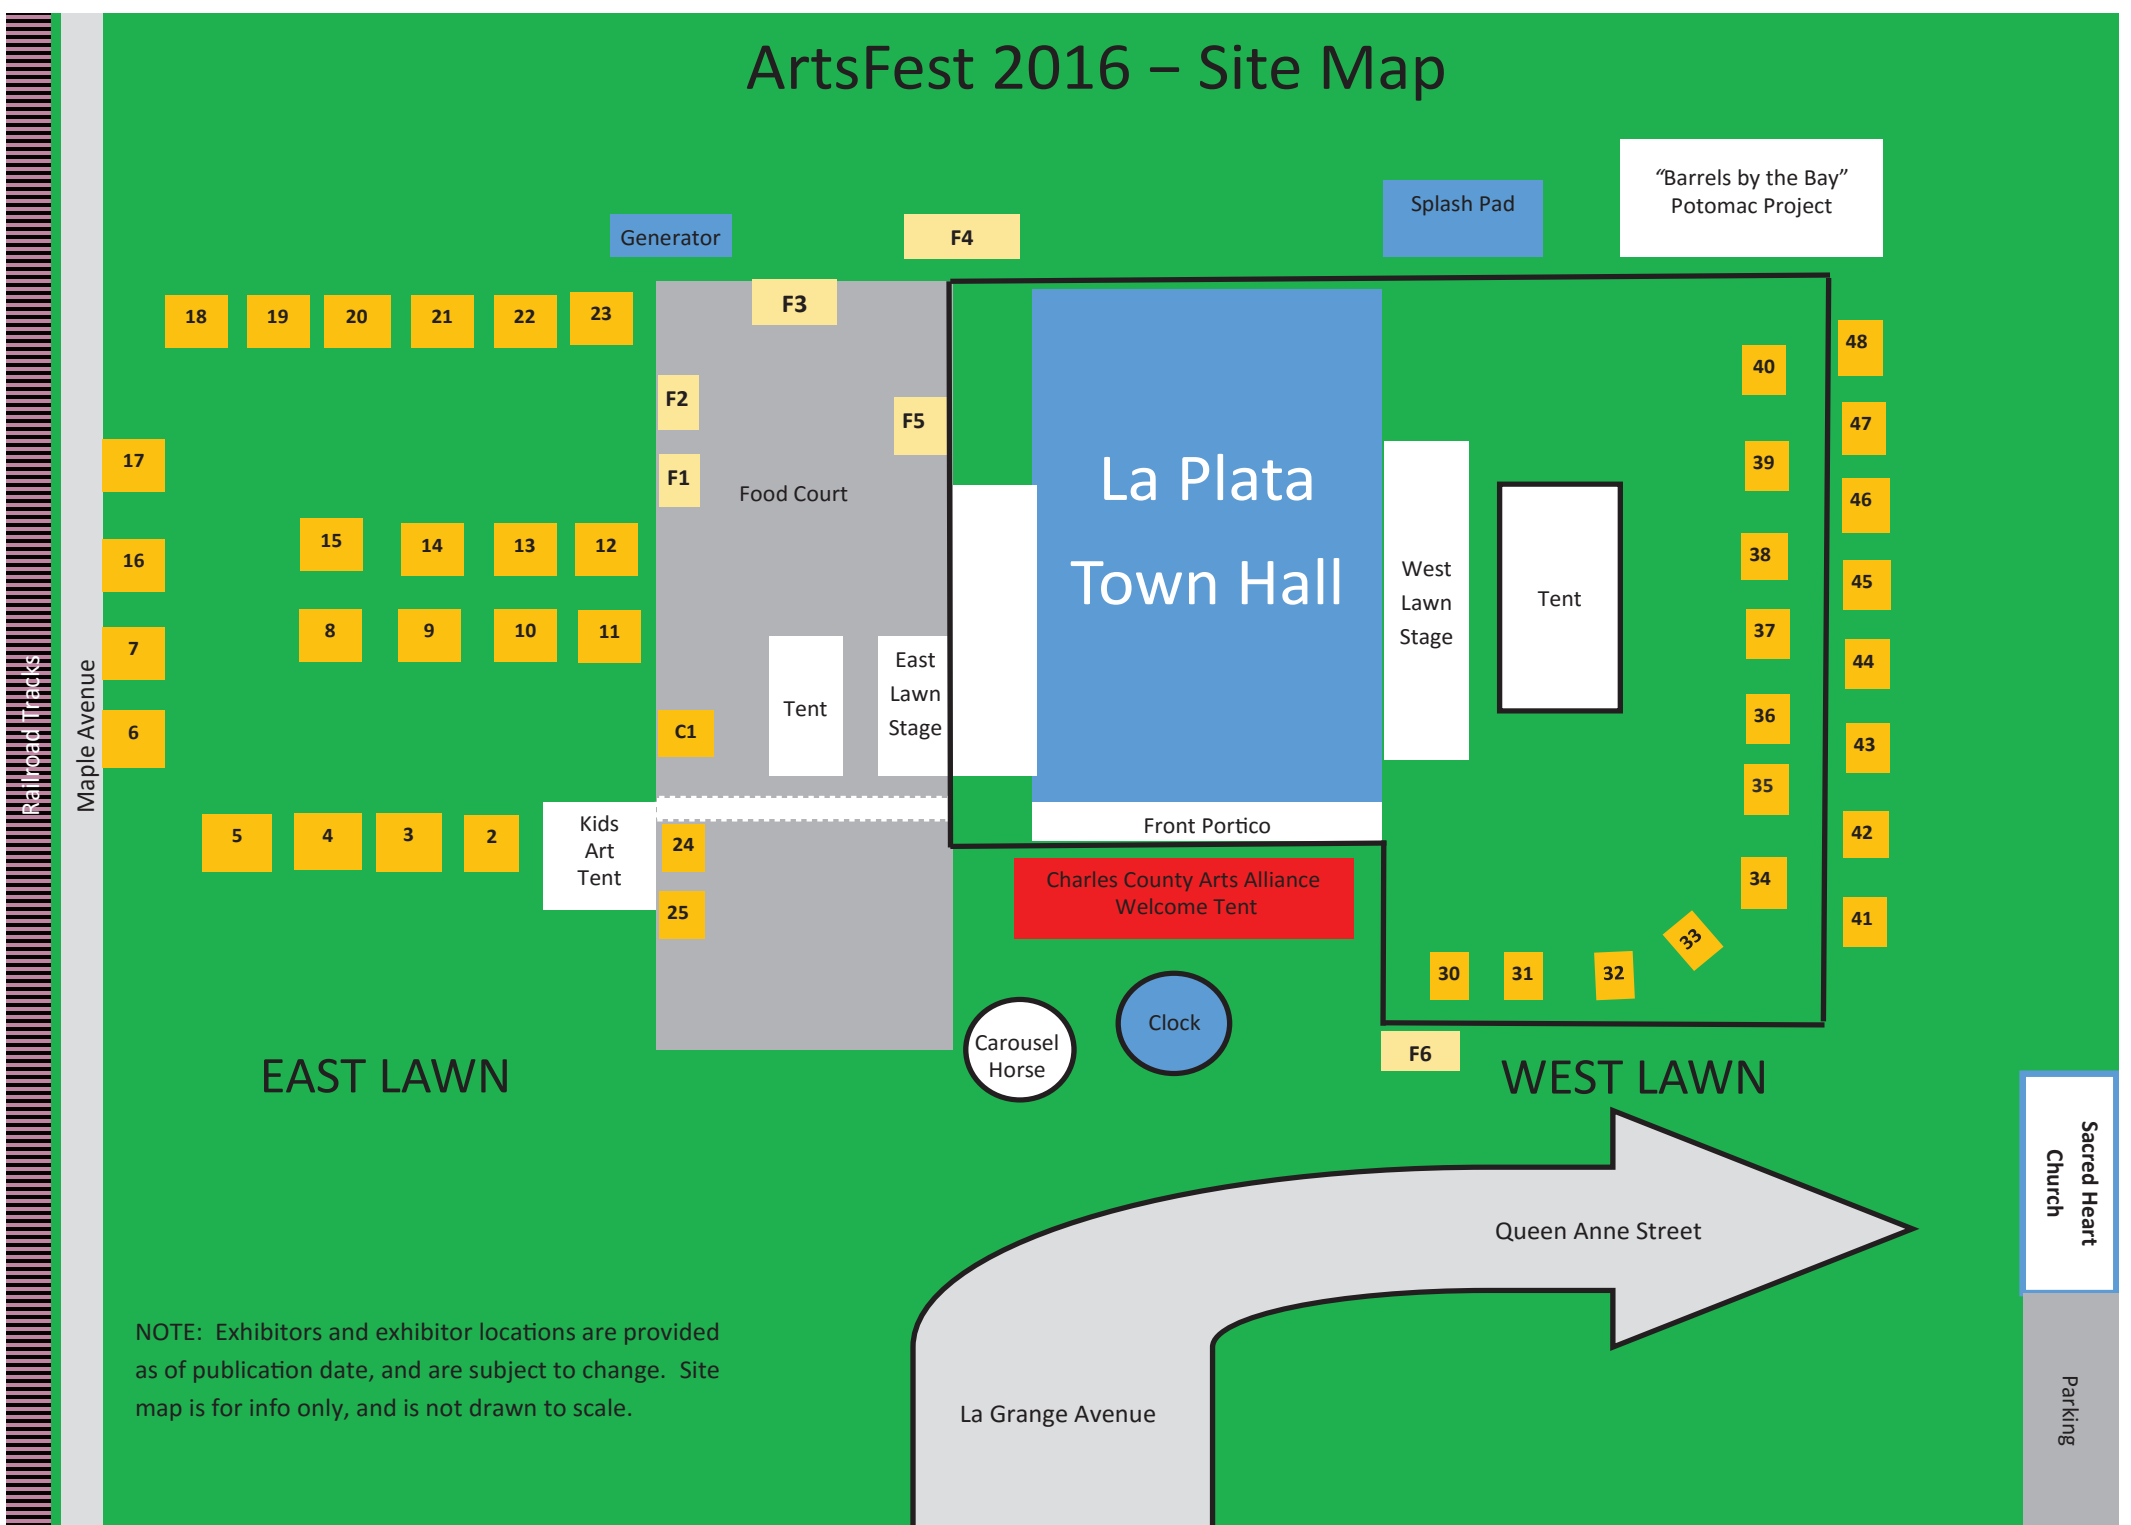 ArtsFest 2016 – Site Map
“Barrels by the Bay”
Potomac Project
Splash Pad
Generator
F4
F3
18
19
20
21
22
23
48
40
F2
F5
47
17
F1
Food Court
La Plata
Town Hall
39
46
15
14
13
12
16
38
45
West
Lawn
Stage
Tent
8
9
10
11
7
37
44
East
Lawn
Stage
Tent
C1
6
36
43
Railroad Tracks
Maple Avenue
35
5
4
3
2
Kids
Art
Tent
24
25
Front Portico
42
Charles County Arts Alliance
Welcome Tent
34
41
33
30
31
32
Clock
Carousel
Horse
F6
EAST LAWN
WEST LAWN
Sacred Heart
Church
Queen Anne Street
La Grange Avenue
Parking
NOTE: Exhibitors and exhibitor locations are provided
as of publication date, and are subject to change. Site
map is for info only, and is not drawn to scale.